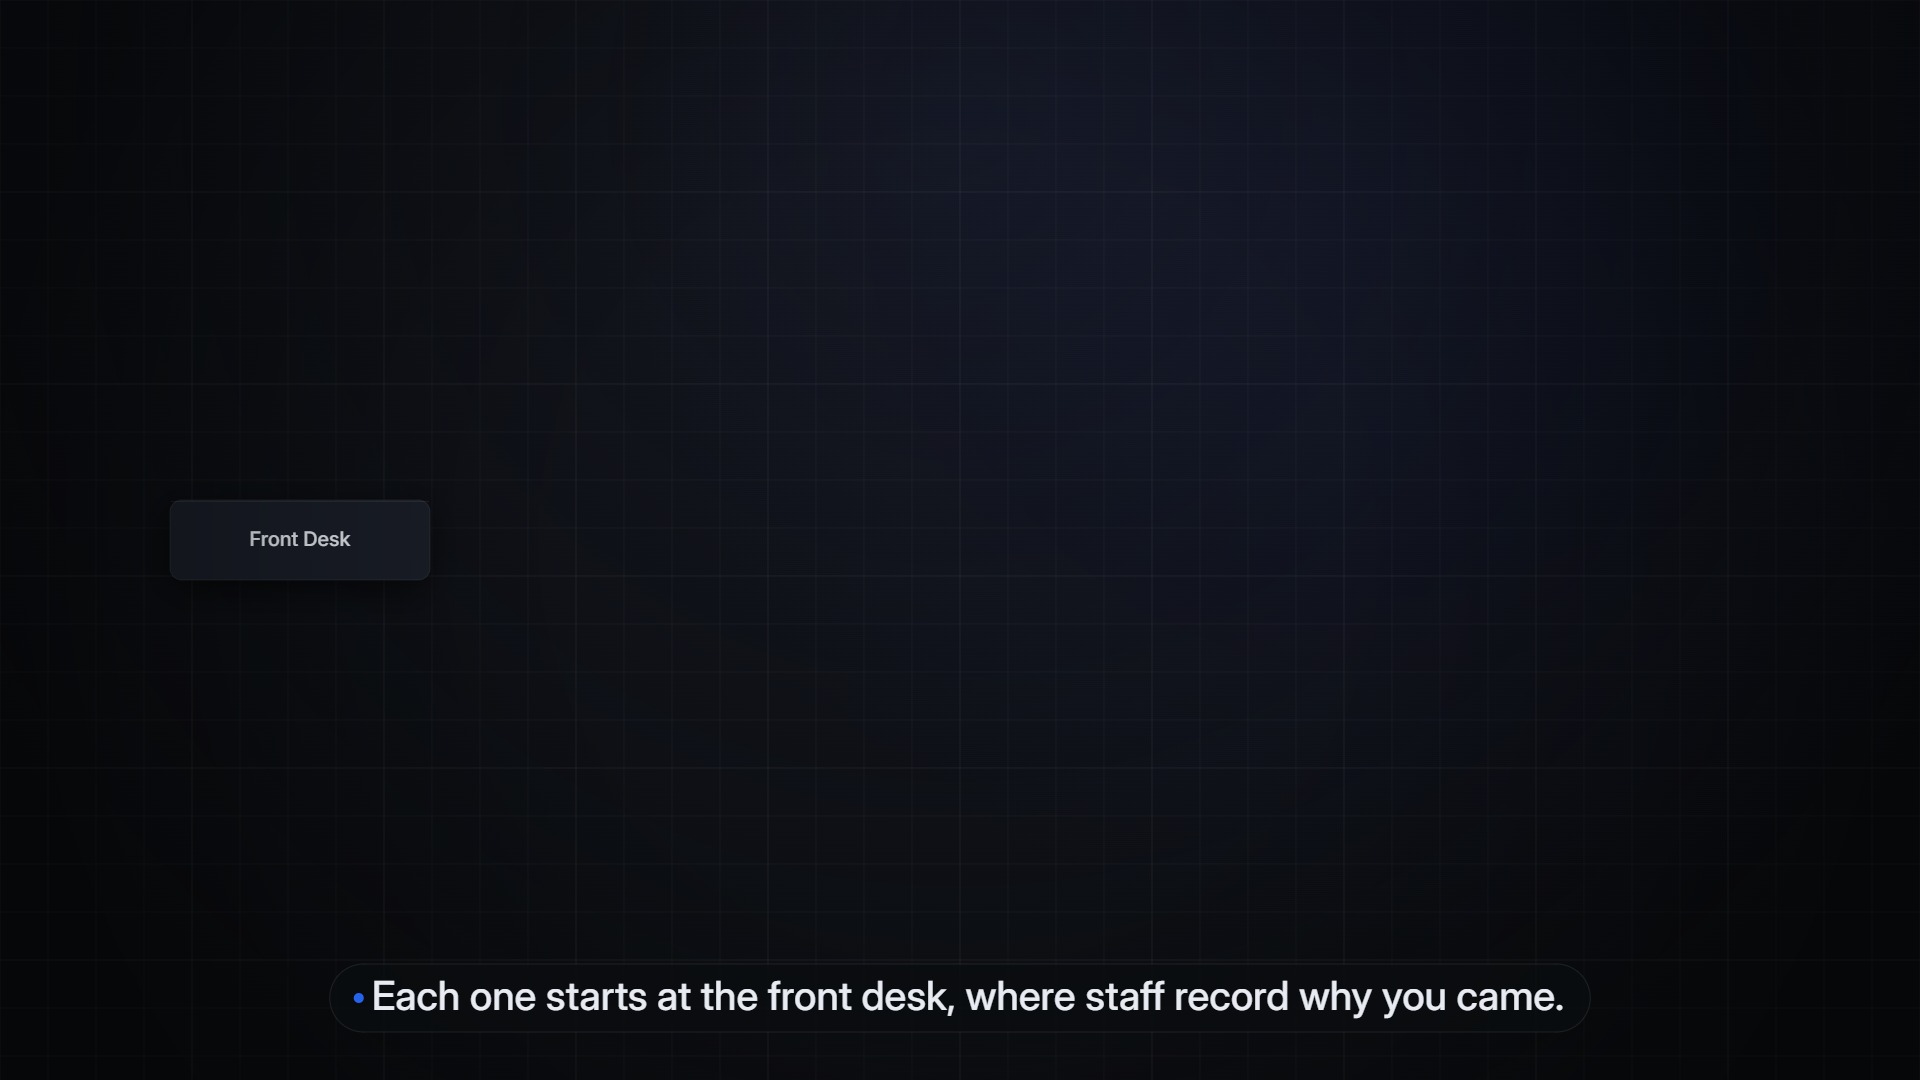 Front Desk
Each one starts at the front desk, where staff record why you came.